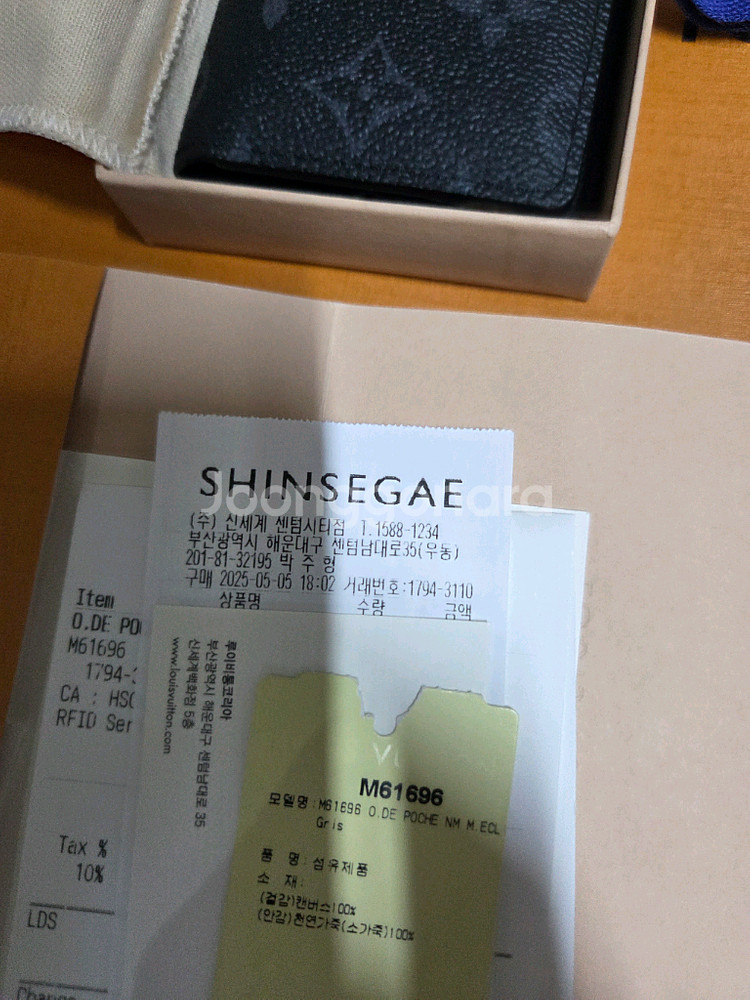 SHINSEGAE
Joonggonara
(주) 신세계 센텀시티점 T.1588-1234
부산광역시 해운대구 센텀남대로35(우동)
201-81-32195 박 주 형
구매 2025-05-05 18:02 거래번호:1794-3110
상품명 수량 금액
Item
O.DE PO
M61696
1794-
CA : HS
RFID Ser
Tax %
10%
LDS
Change
루이비통코리아
부산광역시 해운대구 센텀남대로 35
신세계백화점 5층
www.louisvuitton.com
M61696
모델명:M61696 O.DE POCHE NM M.ECL
Gris
품 명:섬유제품
소 재:
(겉감)캔버스100%
(안감)천연가죽(소가죽)100%